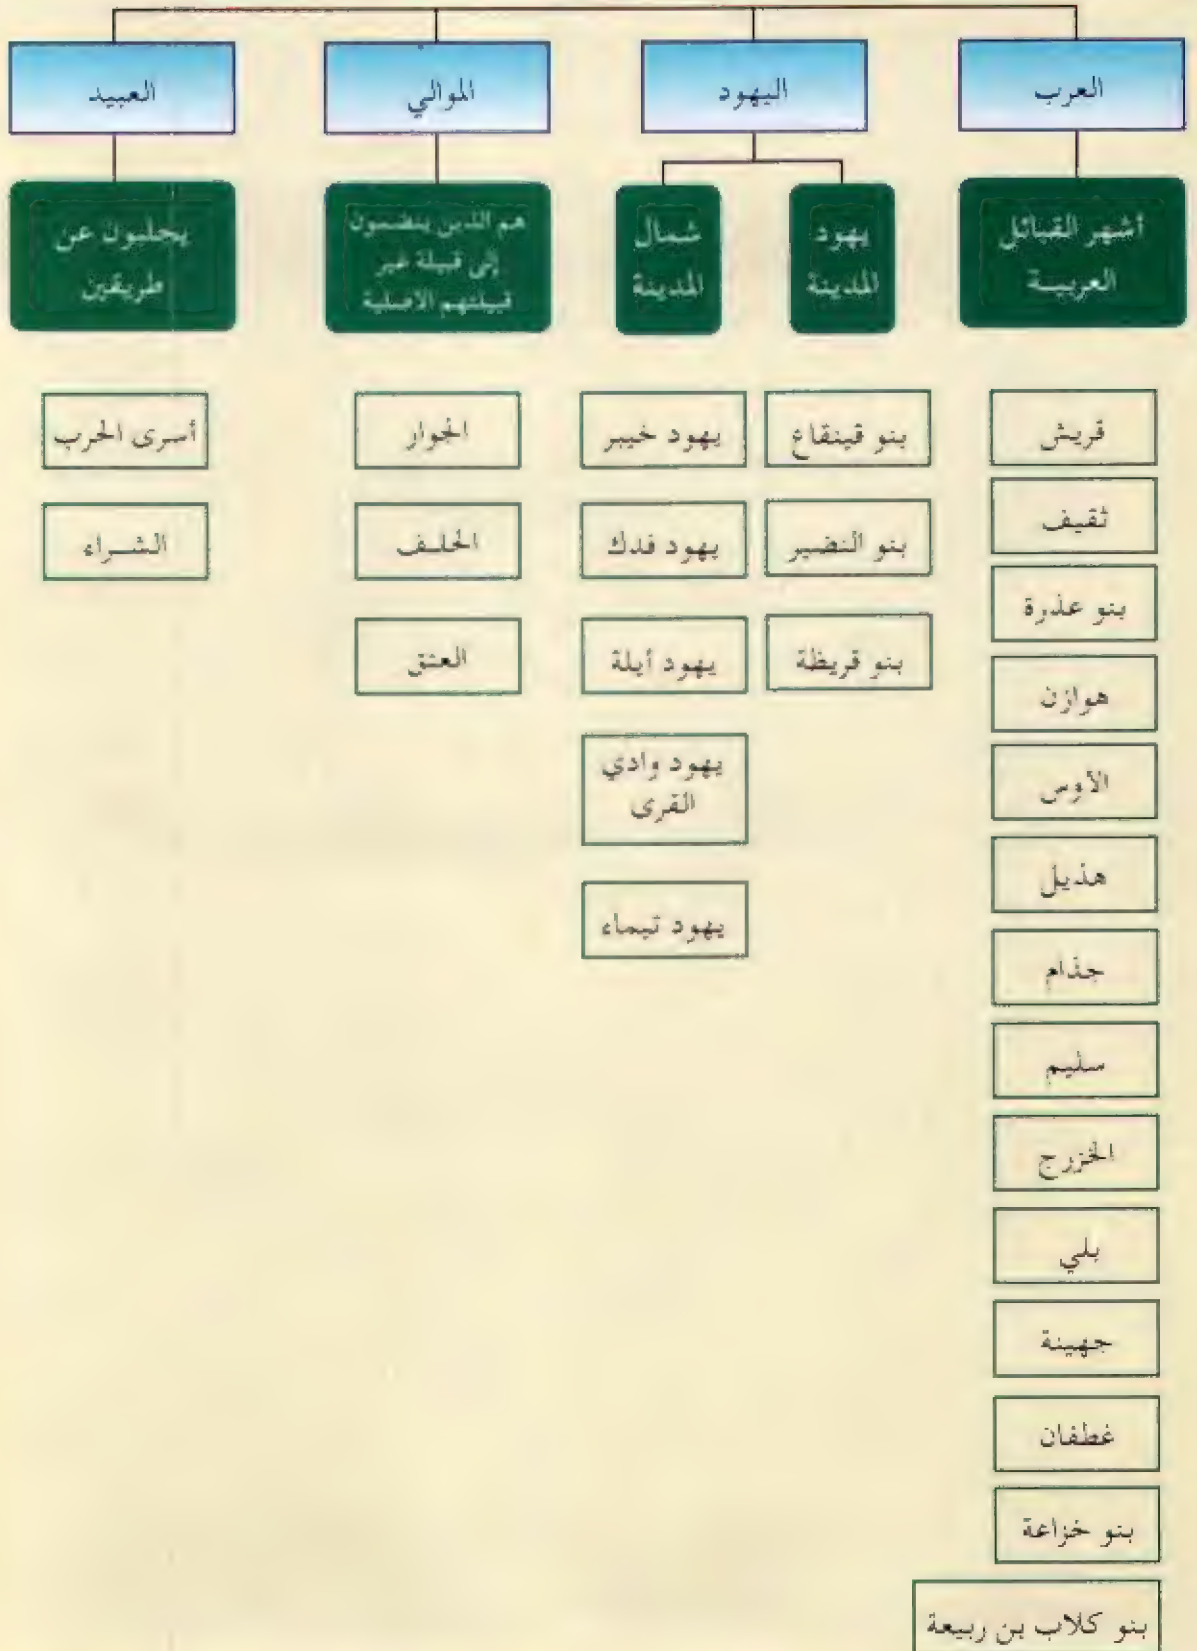 العرب
اليهود
الموالي
العبيد
أشهر القبائل
العربية
يهود
المدينة
شمال
المدينة
هم الذين ينضمون
إلى قبيلة غير
قبيلتهم الأصلية
يجلبون عن
طريقين
قريش
ثقيف
بنو عذرة
هوازن
الأوس
هذيل
جذام
سليم
الخزرج
بلي
جهينة
غطفان
بنو خزاعة
بنو كلاب بن ربيعة
بنو قينقاع
بنو النضير
بنو قريظة
يهود خيبر
يهود فدك
يهود أيلة
يهود وادي
القرى
يهود تيماء
الجوار
الحلف
العتق
أسرى الحرب
الشراء